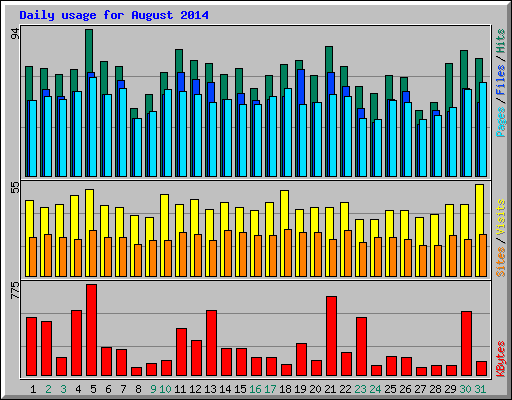 Daily usage for August 2014
94
Pages / Files / Hits
55
Sites / Visits
775
KBytes
1 2 3 4 5 6 7 8 9 10 11 12 13 14 15 16 17 18 19 20 21 22 23 24 25 26 27 28 29 30 31